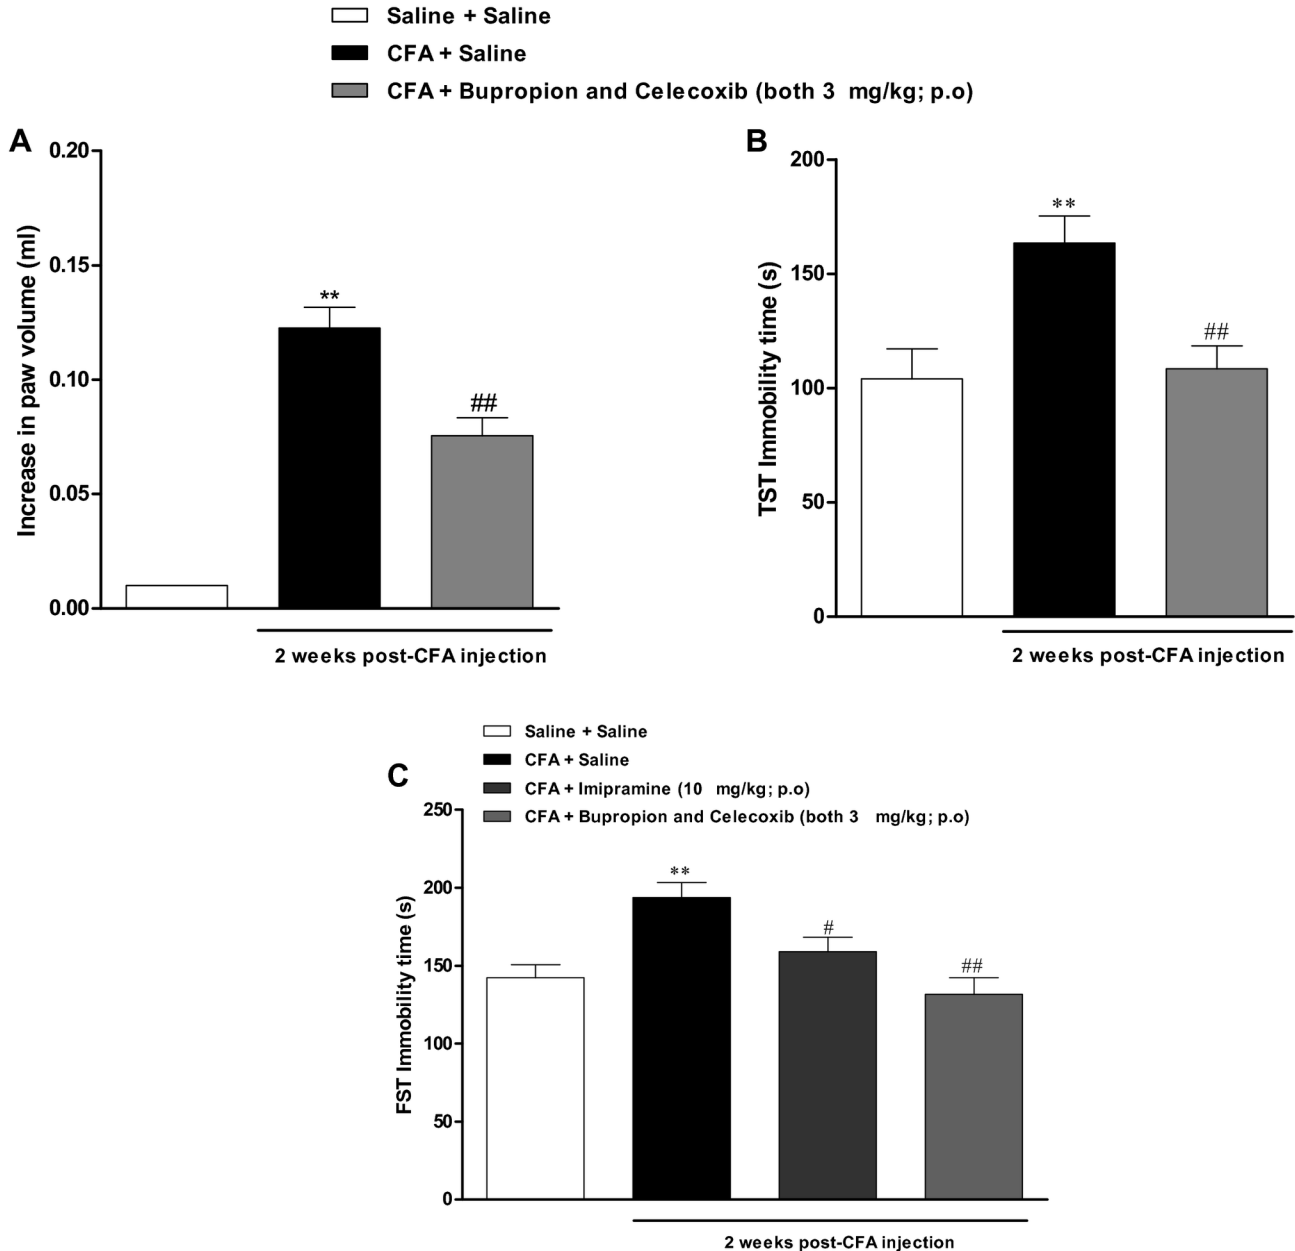 Saline + Saline
CFA + Saline
CFA + Bupropion and Celecoxib (both 3 mg/kg; p.o)
A
0.20
0.15
0.10
0.05
0.00
Increase in paw volume (ml)
**
##
2 weeks post-CFA injection
B
200
150
100
50
0
TST Immobility time (s)
**
##
2 weeks post-CFA injection
C
Saline + Saline
CFA + Saline
CFA + Imipramine (10 mg/kg; p.o)
CFA + Bupropion and Celecoxib (both 3 mg/kg; p.o)
250
200
150
100
50
0
FST Immobility time (s)
**
#
##
2 weeks post-CFA injection